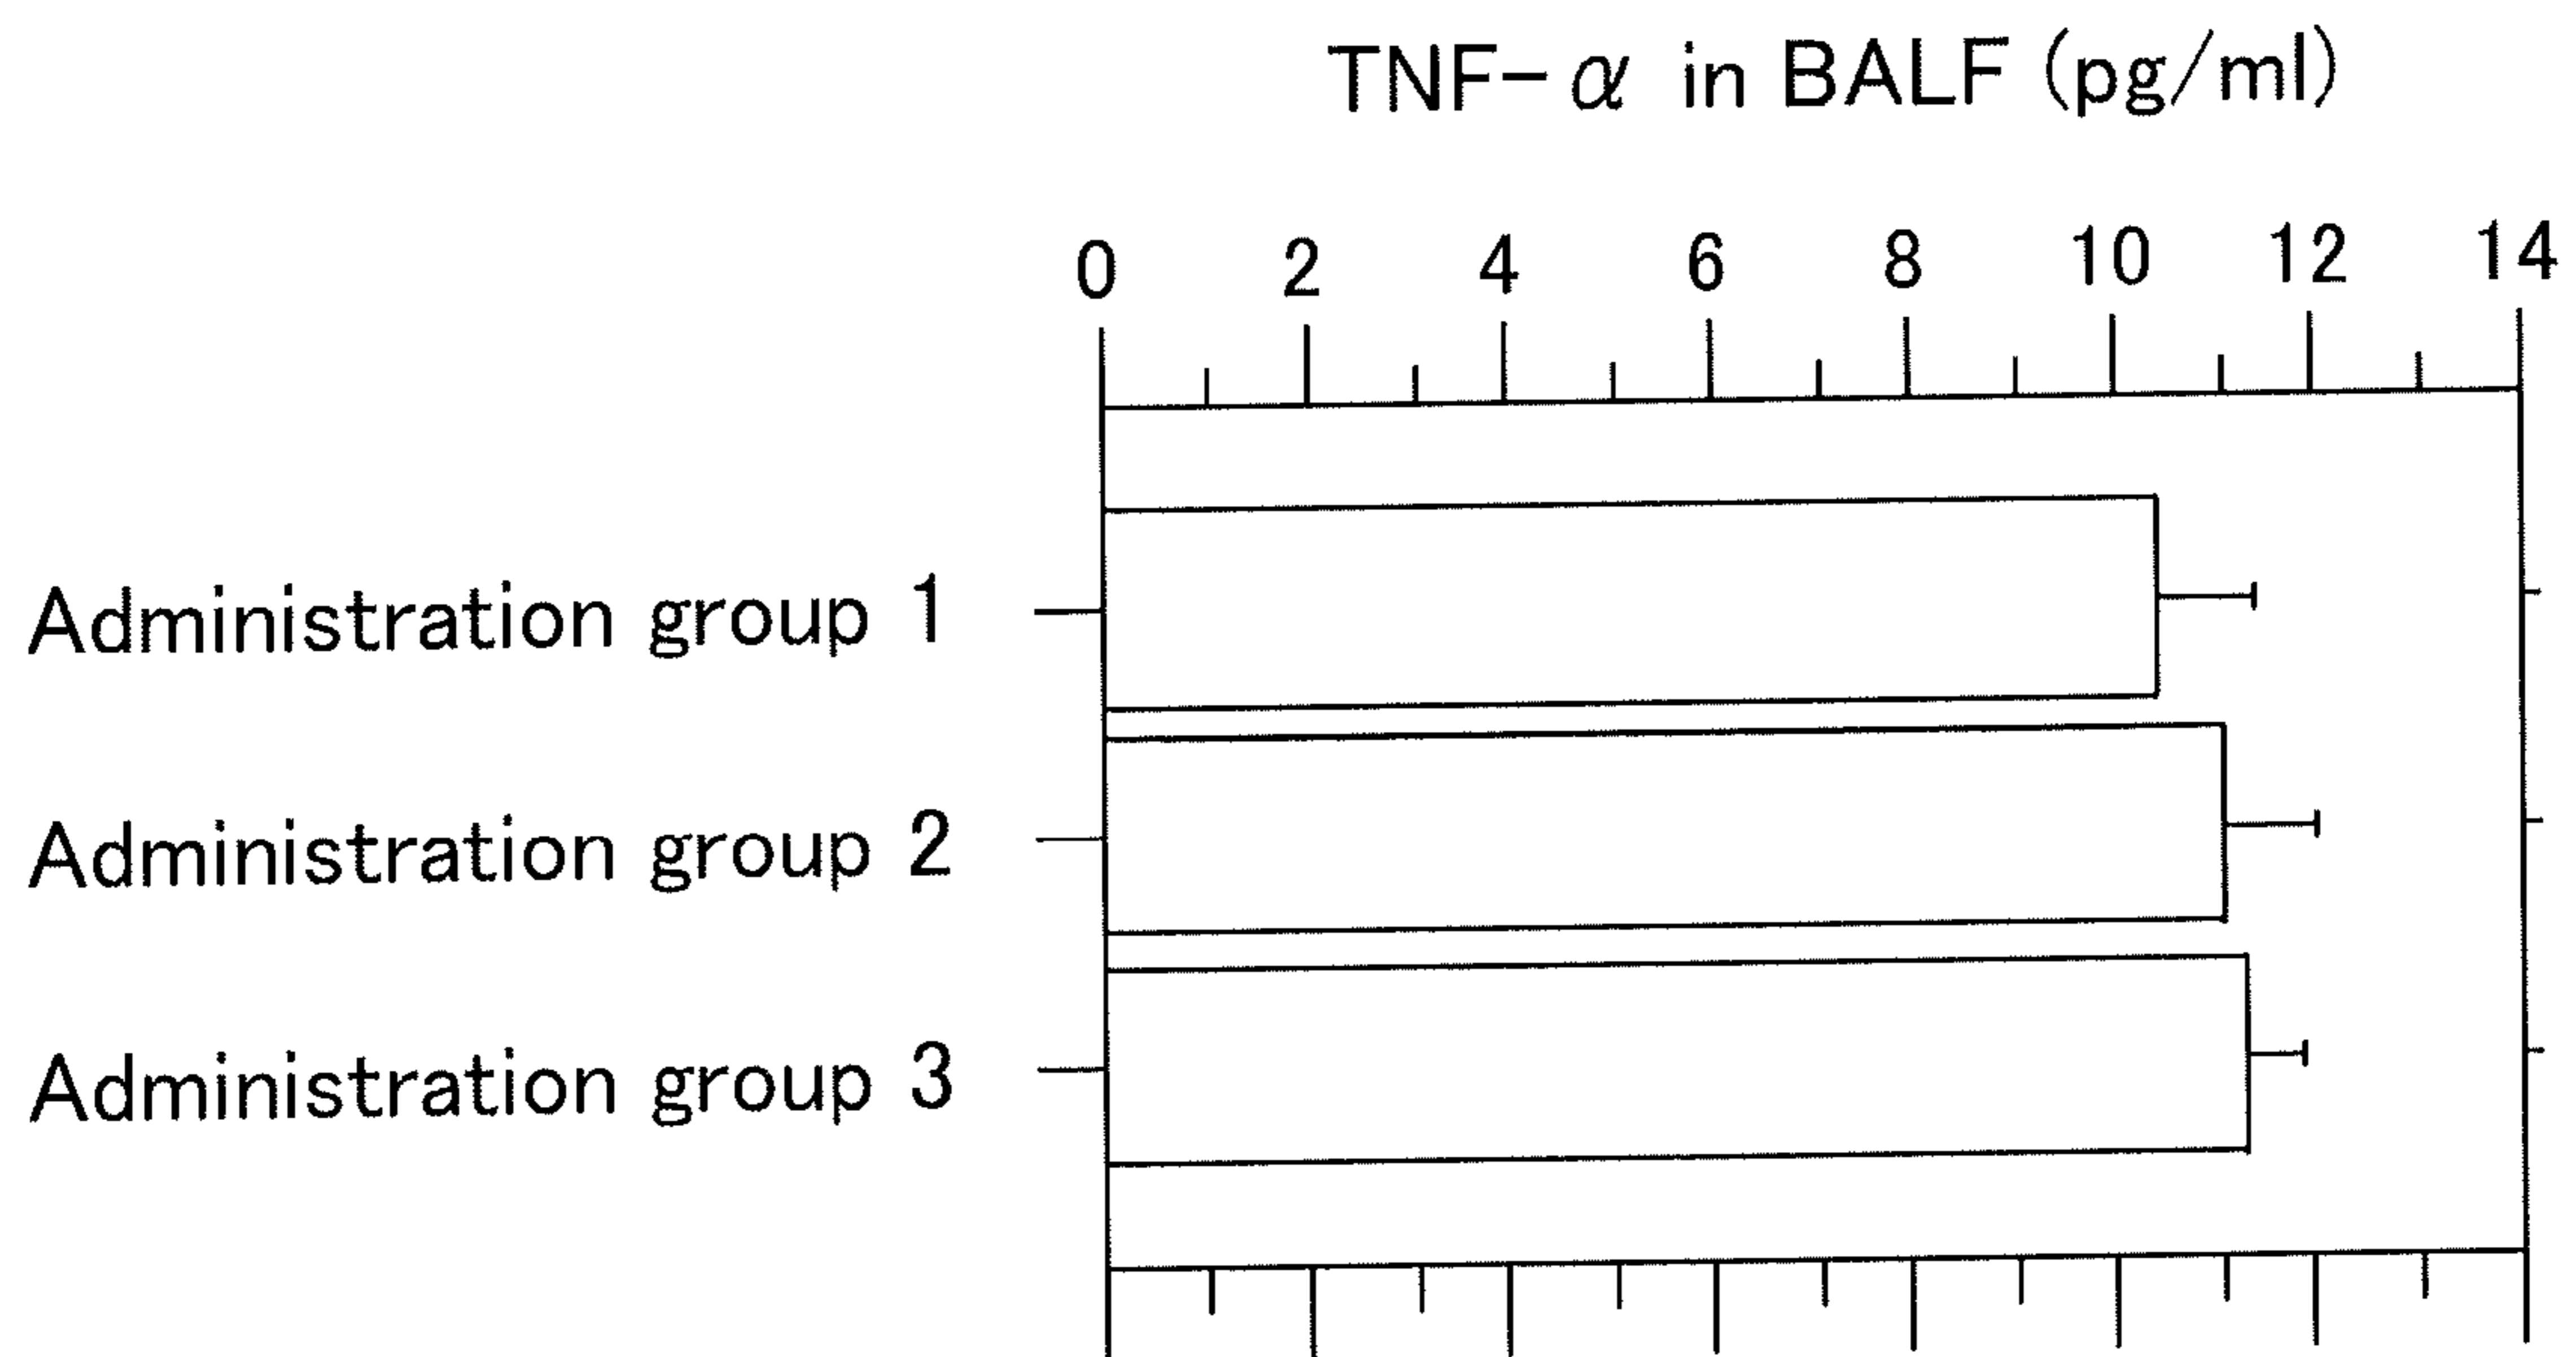 TNF-α in BALF (pg/ml)
0 2 4 6 8 10 12 14
Administration group 1
Administration group 2
Administration group 3